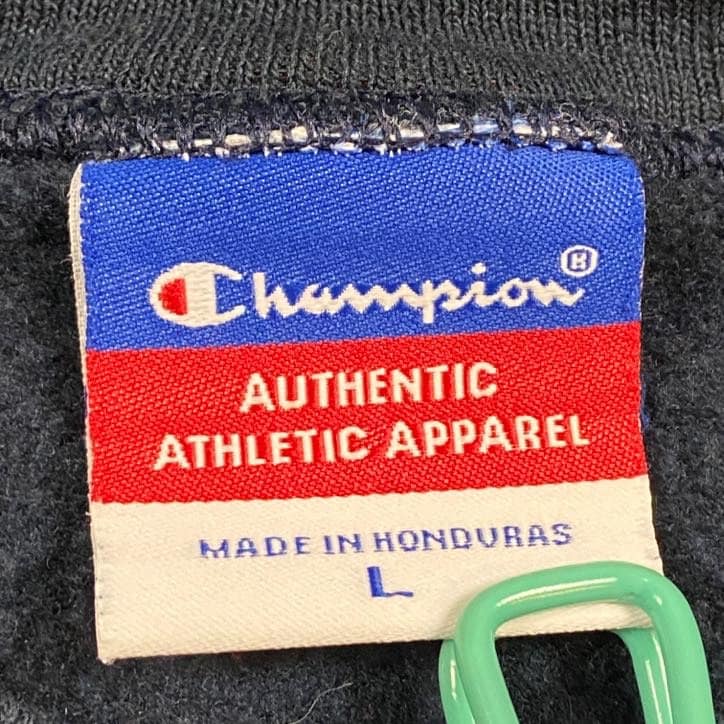 Champion®
AUTHENTIC
ATHLETIC APPAREL
MADE IN HONDURAS
L